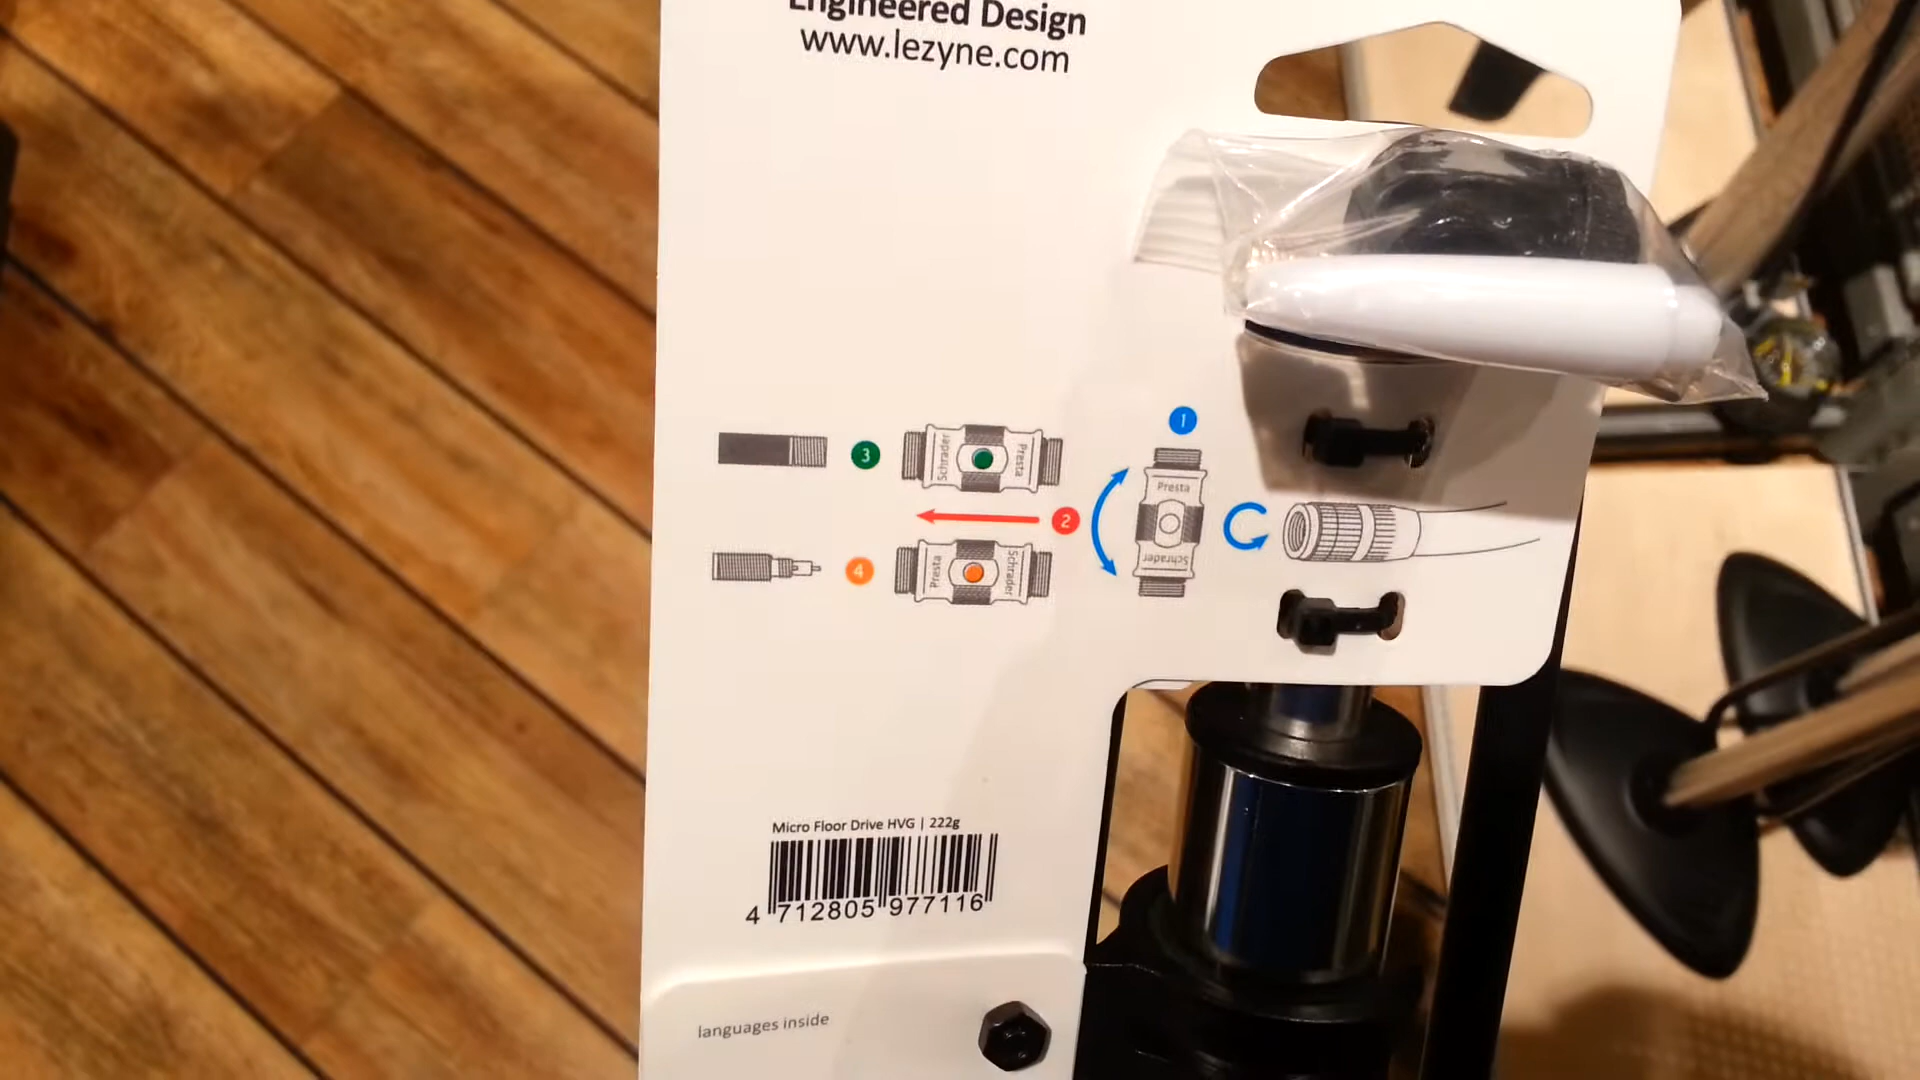 Engineered Design
www.lezyne.com
1
3
Schrader
Presta
Presta
2
Schrader
4
Presta
Schrader
Micro Floor Drive HVG | 222g
4 712805 977116
languages inside